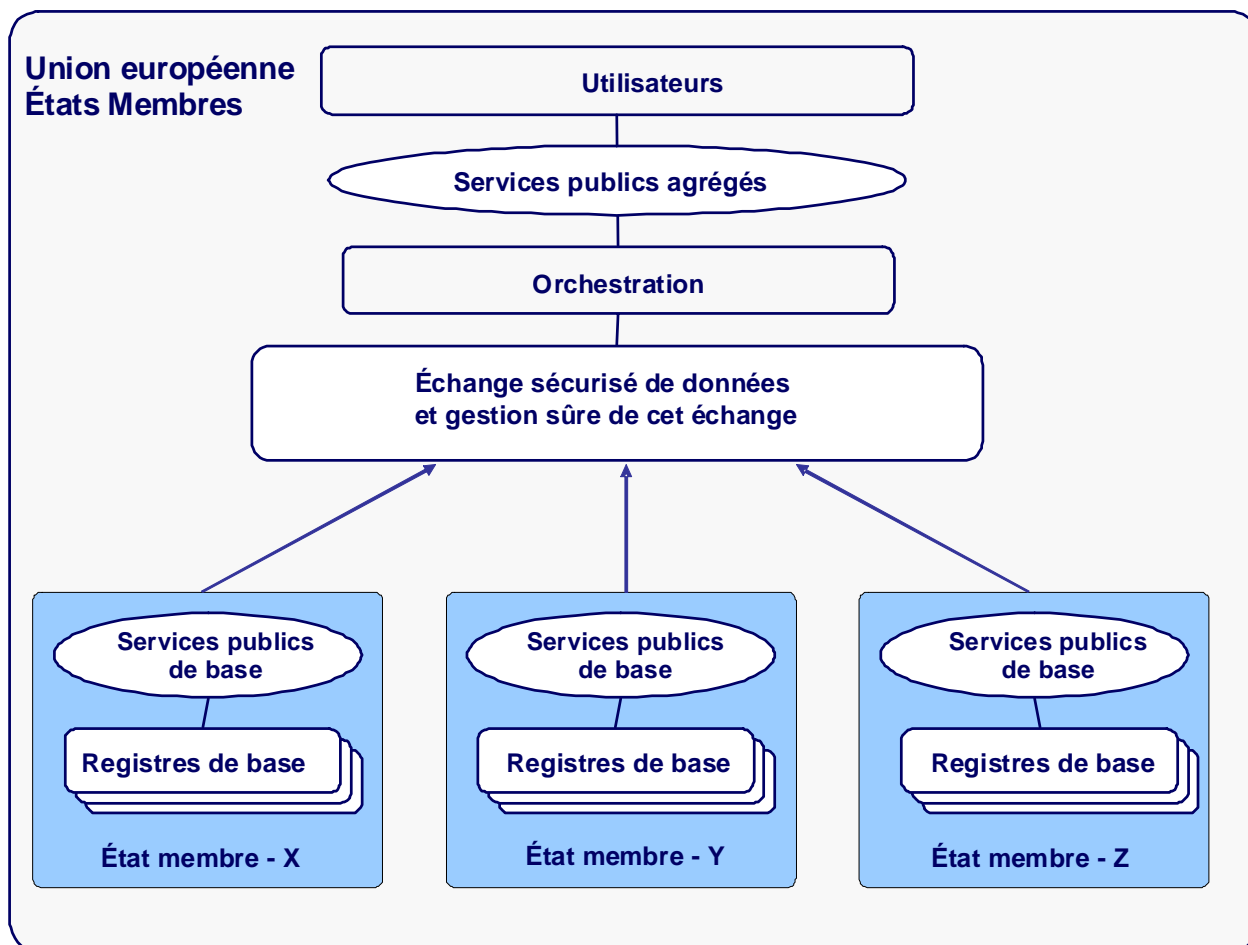 Union européenne
États Membres
Utilisateurs
Services publics agrégés
Orchestration
Échange sécurisé de données
et gestion sûre de cet échange
Services publics
de base
Registres de base
État membre - X
Services publics
de base
Registres de base
État membre - Y
Services publics
de base
Registres de base
État membre - Z